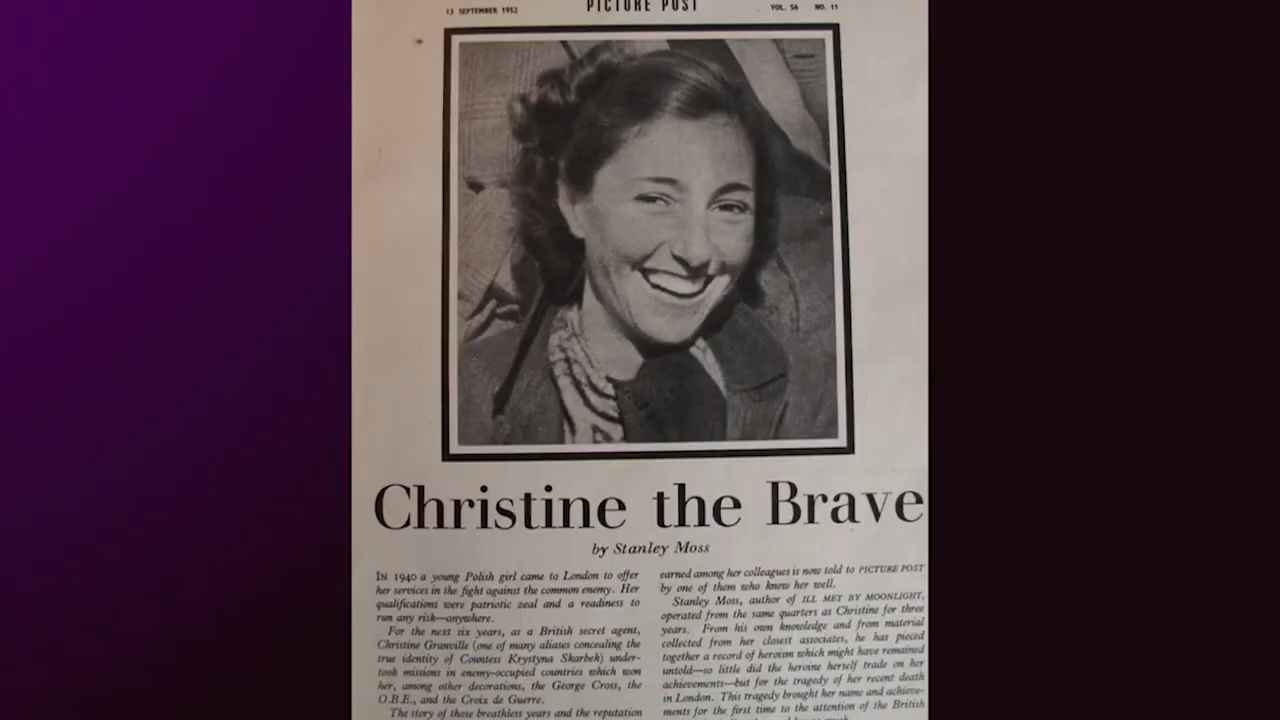 13 SEPTEMBER 1952 PICTURE POST VOL. 56 NO. 11
Christine the Brave
by Stanley Moss
IN 1940 a young Polish girl came to London to offer
her services in the fight against the common enemy. Her
qualifications were patriotic zeal and a readiness to
run any risk—anywhere.
For the next six years, as a British secret agent,
Christine Granville (one of many aliases concealing the
true identity of Countess Krystyna Skarbek) under-
took missions in enemy-occupied countries which won
her, among other decorations, the George Cross, the
O.B.E., and the Croix de Guerre.
The story of those breathless years and the reputation
earned among her colleagues is now told to PICTURE POST
by one of them who knew her well.
Stanley Moss, author of ILL MET BY MOONLIGHT,
operated from the same quarters as Christine for three
years. From his own knowledge and from material
collected from her closest associates, he has pieced
together a record of heroism which might have remained
untold—so little did the heroine herself trade on her
achievements—but for the tragedy of her recent death
in London. This tragedy brought her name and achieve-
ments for the first time to the attention of the British